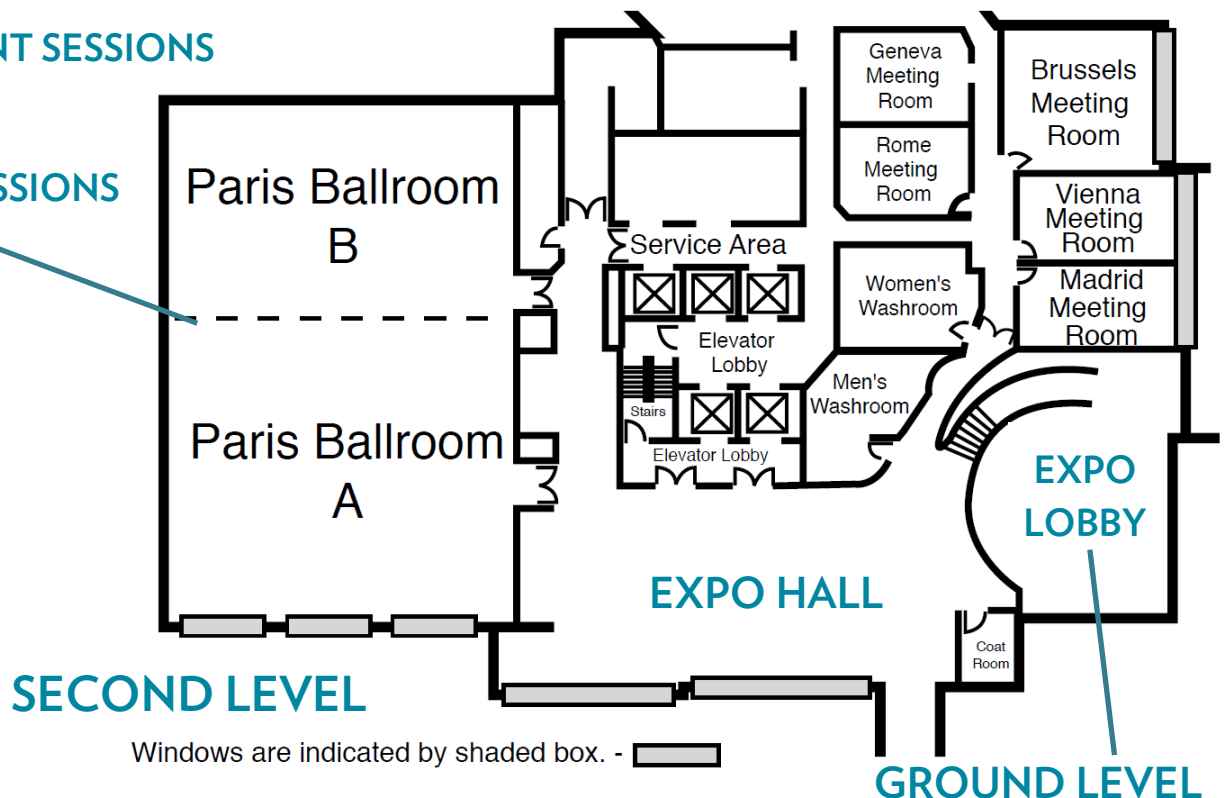 NT SESSIONS
SSIONS
Paris Ballroom
B
Geneva
Meeting
Room
Rome
Meeting
Room
Brussels
Meeting
Room
Vienna
Meeting
Room
Madrid
Meeting
Room
Service Area
Women's
Washroom
Elevator
Lobby
Men's
Washroom
Stairs
Elevator Lobby
Paris Ballroom
A
EXPO
LOBBY
EXPO HALL
Coat
Room
SECOND LEVEL
Windows are indicated by shaded box. -
GROUND LEVEL